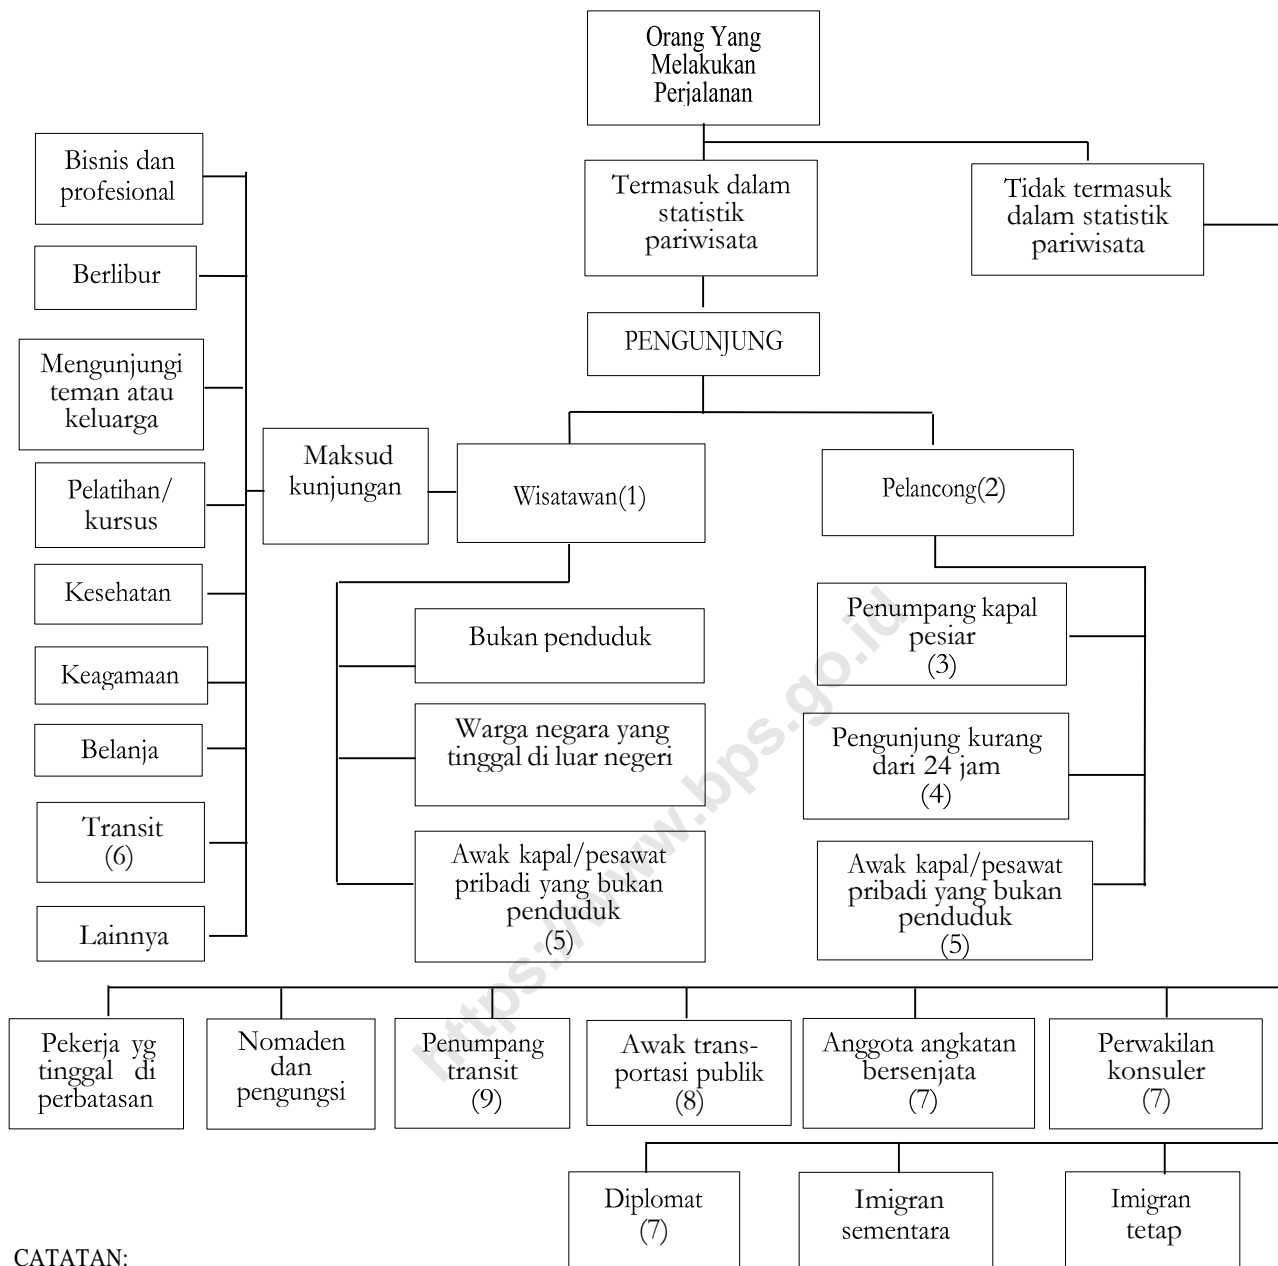 Orang Yang
Melakukan
Perjalanan
Bisnis dan
profesional
Termasuk dalam
statistik
pariwisata
Tidak termasuk
dalam statistik
pariwisata
Berlibur
PENGUNJUNG
Mengunjungi
teman atau
keluarga
Maksud
kunjungan
Wisatawan(1)
Pelancong(2)
Pelatihan/
kursus
Kesehatan
Bukan penduduk
Penumpang kapal
pesiar
(3)
Keagamaan
Warga negara yang
tinggal di luar negeri
Pengunjung kurang
dari 24 jam
(4)
Belanja
Transit
(6)
Awak kapal/pesawat
pribadi yang bukan
penduduk
(5)
Awak kapal/pesawat
pribadi yang bukan
penduduk
(5)
Lainnya
https://www.bps.go.id
Pekerja yg
tinggal di
perbatasan
Nomaden
dan
pengungsi
Penumpang
transit
(9)
Awak trans-
portasi publik
(8)
Anggota angkatan
bersenjata
(7)
Perwakilan
konsuler
(7)
Diplomat
(7)
Imigran
sementara
Imigran
tetap
CATATAN: